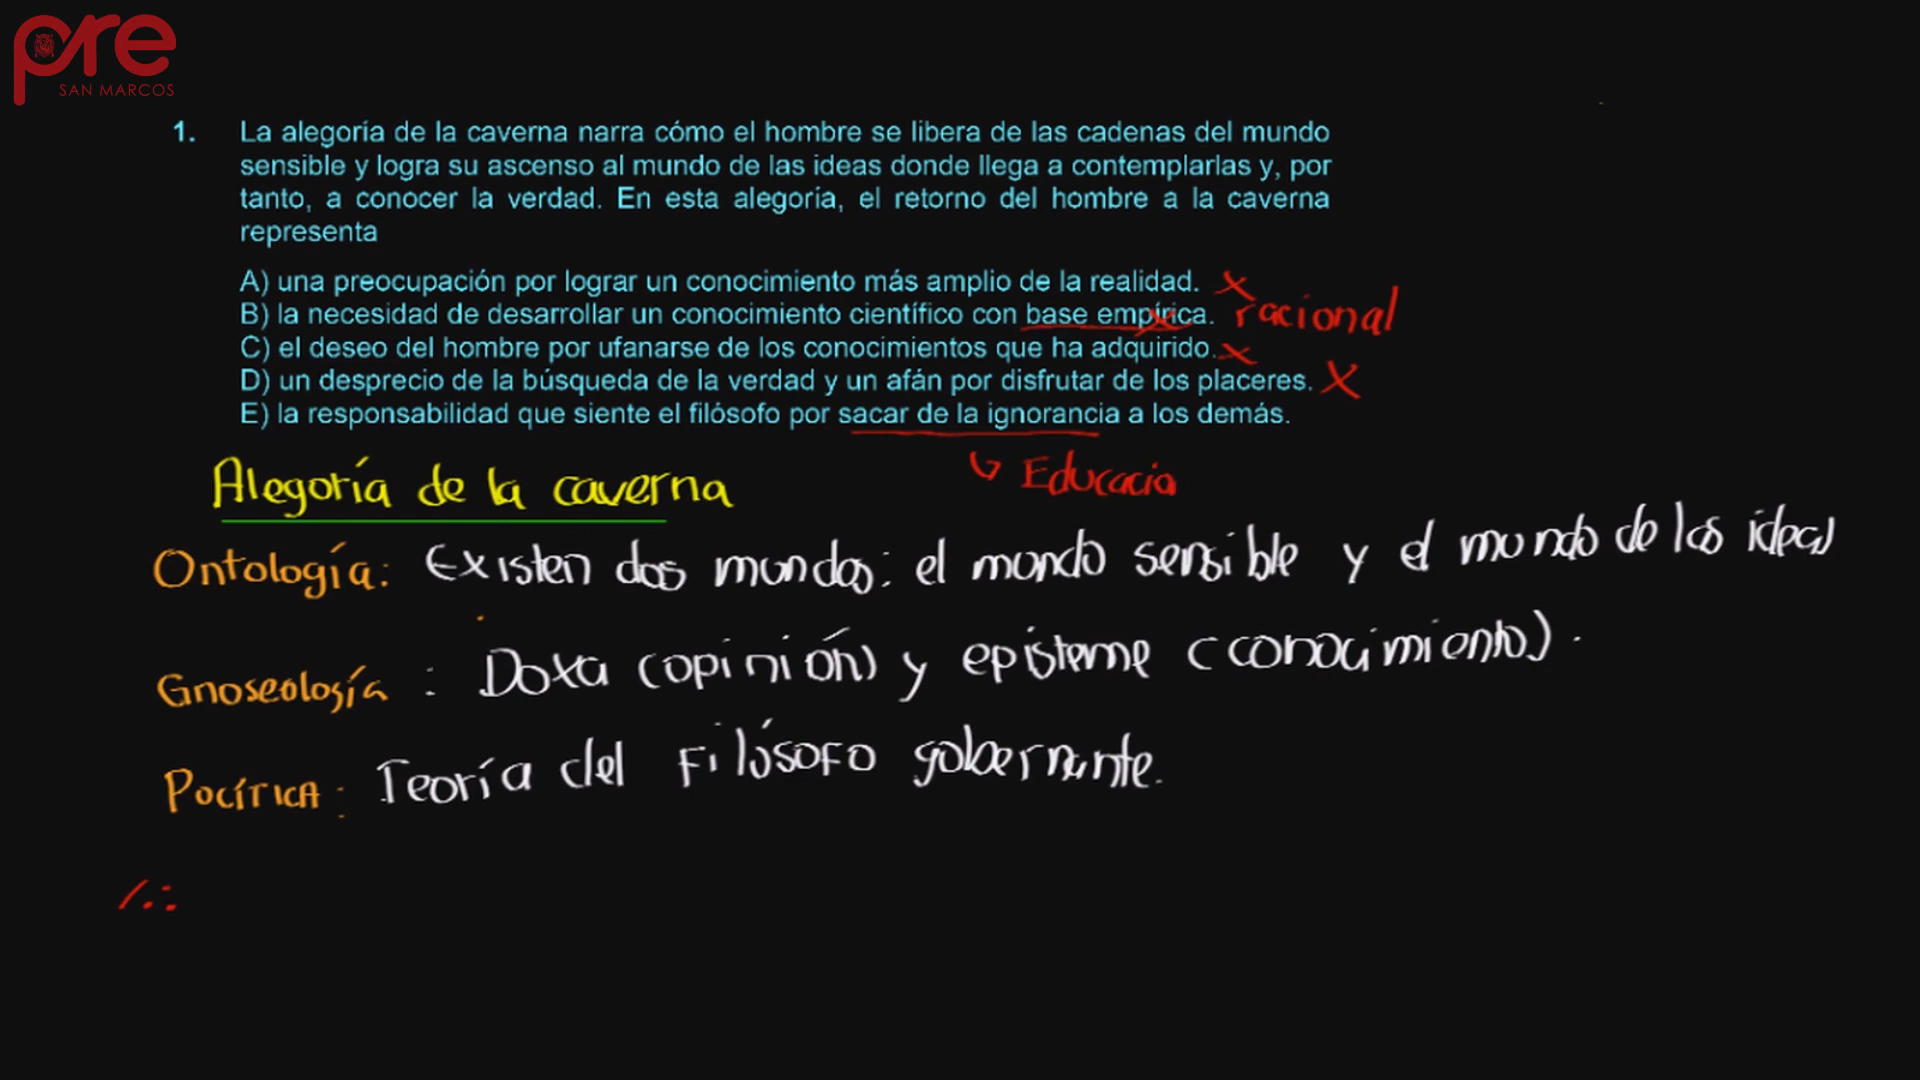 pre
SAN MARCOS
1. La alegoría de la caverna narra cómo el hombre se libera de las cadenas del mundo
sensible y logra su ascenso al mundo de las ideas donde llega a contemplarlas y, por
tanto, a conocer la verdad. En esta alegoría, el retorno del hombre a la caverna
representa
A) una preocupación por lograr un conocimiento más amplio de la realidad. x
B) la necesidad de desarrollar un conocimiento científico con base empírica. x racional
C) el deseo del hombre por ufanarse de los conocimientos que ha adquirido. x
D) un desprecio de la búsqueda de la verdad y un afán por disfrutar de los placeres. x
E) la responsabilidad que siente el filósofo por sacar de la ignorancia a los demás.
↳ Educacia
Alegoría de la caverna
Ontología: Existen dos mundos: el mundo sensible y el mundo de las ideas
Gnoseología : Doxa (opinión) y episteme (conocimiento).
POCÍTICA: Teoría del Filósofo gobernante.
/.: